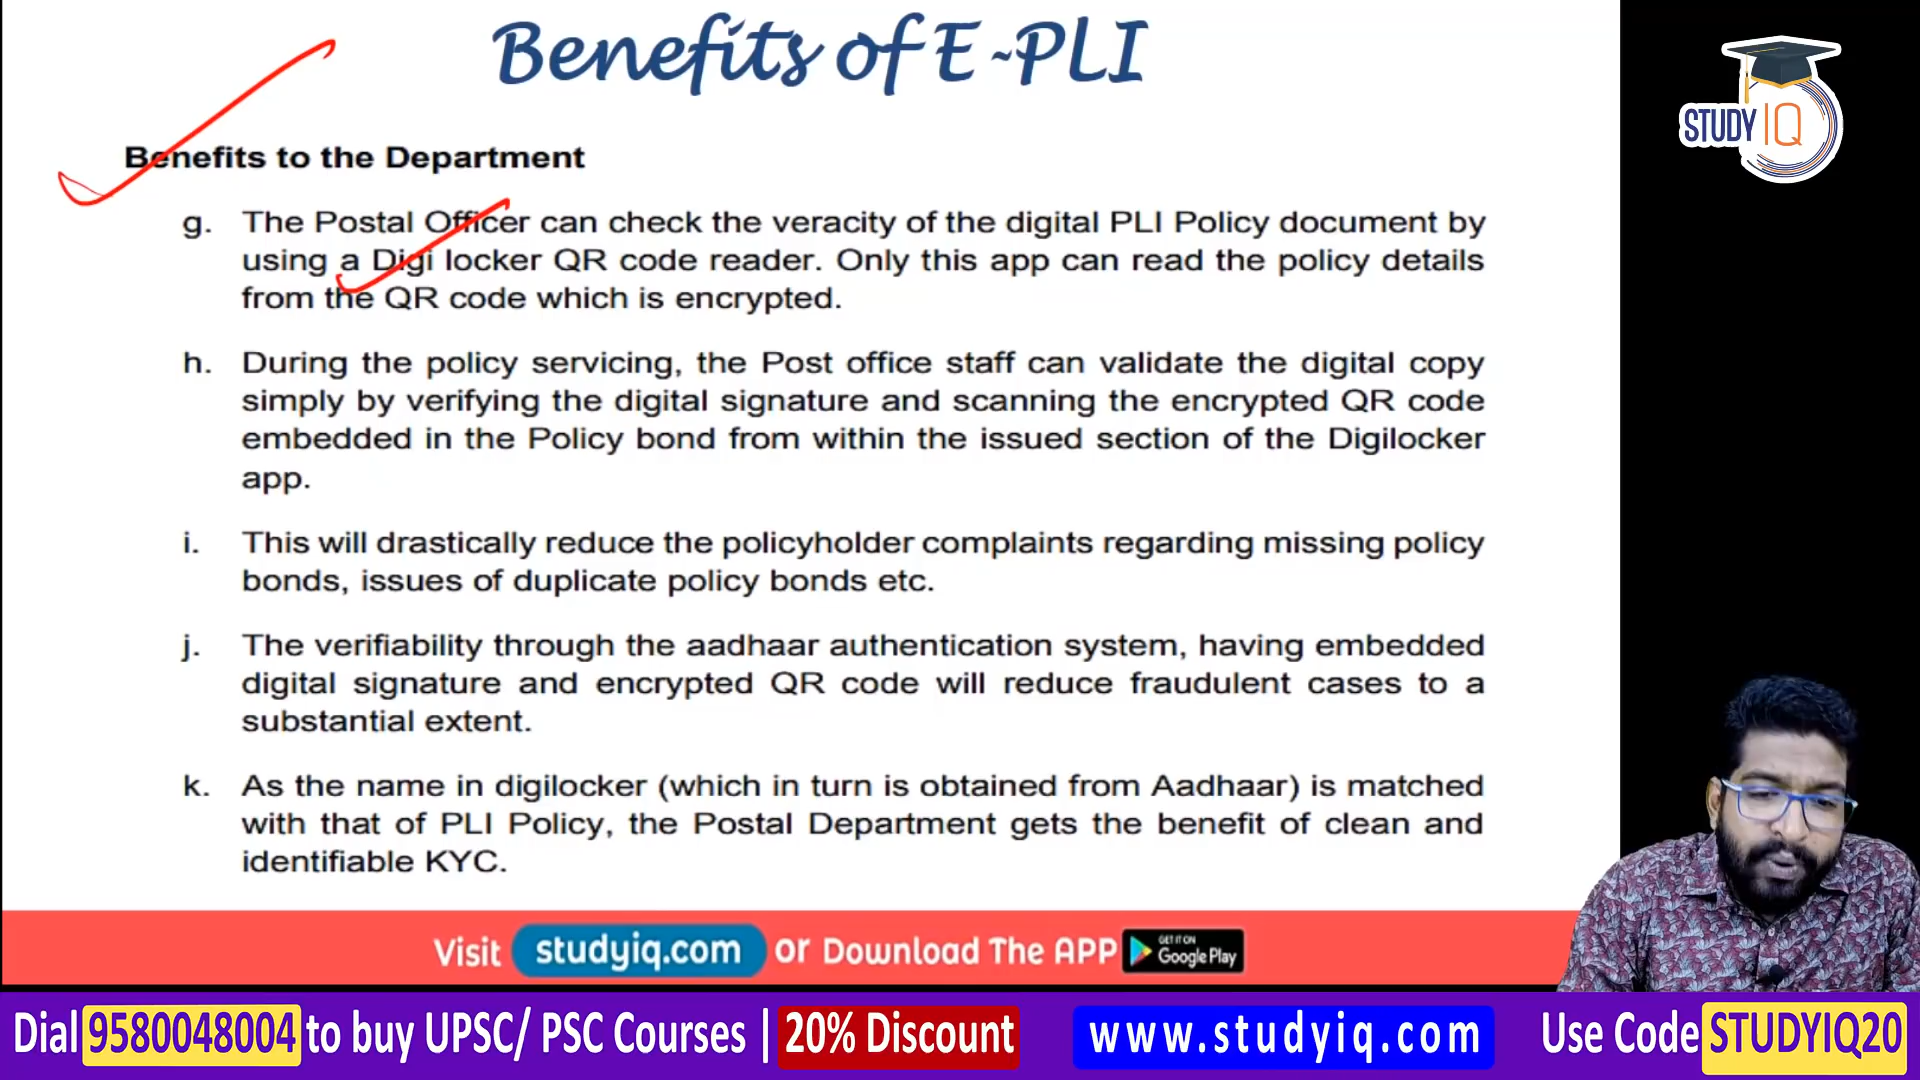 Benefits of E-PLI
STUDY IQ
Benefits to the Department
g. The Postal Officer can check the veracity of the digital PLI Policy document by
using a Digi locker QR code reader. Only this app can read the policy details
from the QR code which is encrypted.
h. During the policy servicing, the Post office staff can validate the digital copy
simply by verifying the digital signature and scanning the encrypted QR code
embedded in the Policy bond from within the issued section of the Digilocker
app.
i. This will drastically reduce the policyholder complaints regarding missing policy
bonds, issues of duplicate policy bonds etc.
j. The verifiability through the aadhaar authentication system, having embedded
digital signature and encrypted QR code will reduce fraudulent cases to a
substantial extent.
k. As the name in digilocker (which in turn is obtained from Aadhaar) is matched
with that of PLI Policy, the Postal Department gets the benefit of clean and
identifiable KYC.
Visit studyiq.com or Download The APP GET IT ON Google Play
Dial 9580048004 to buy UPSC/ PSC Courses | 20% Discount www.studyiq.com Use Code STUDYIQ20